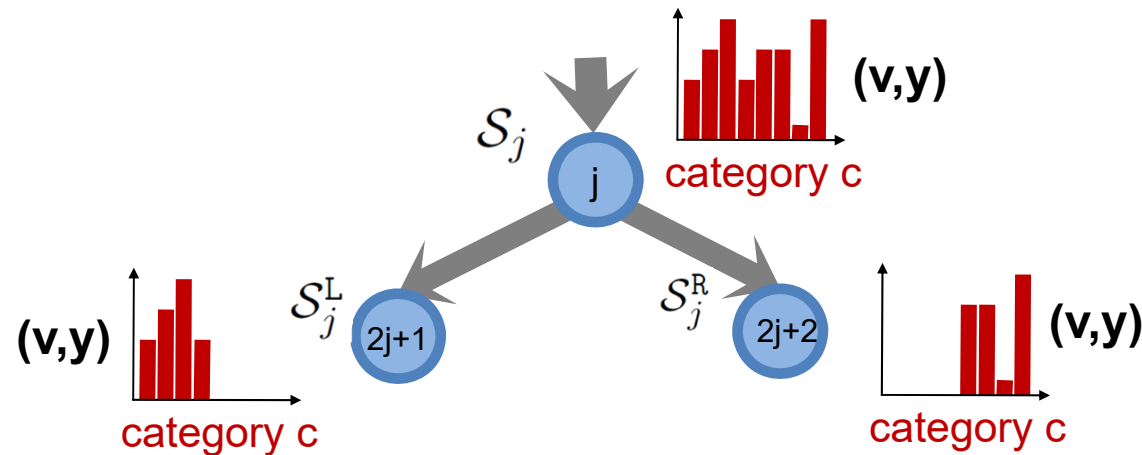 (v,y)
S_j
category c
j
S_j^L
S_j^R
2j+1
2j+2
(v,y)
(v,y)
category c
category c